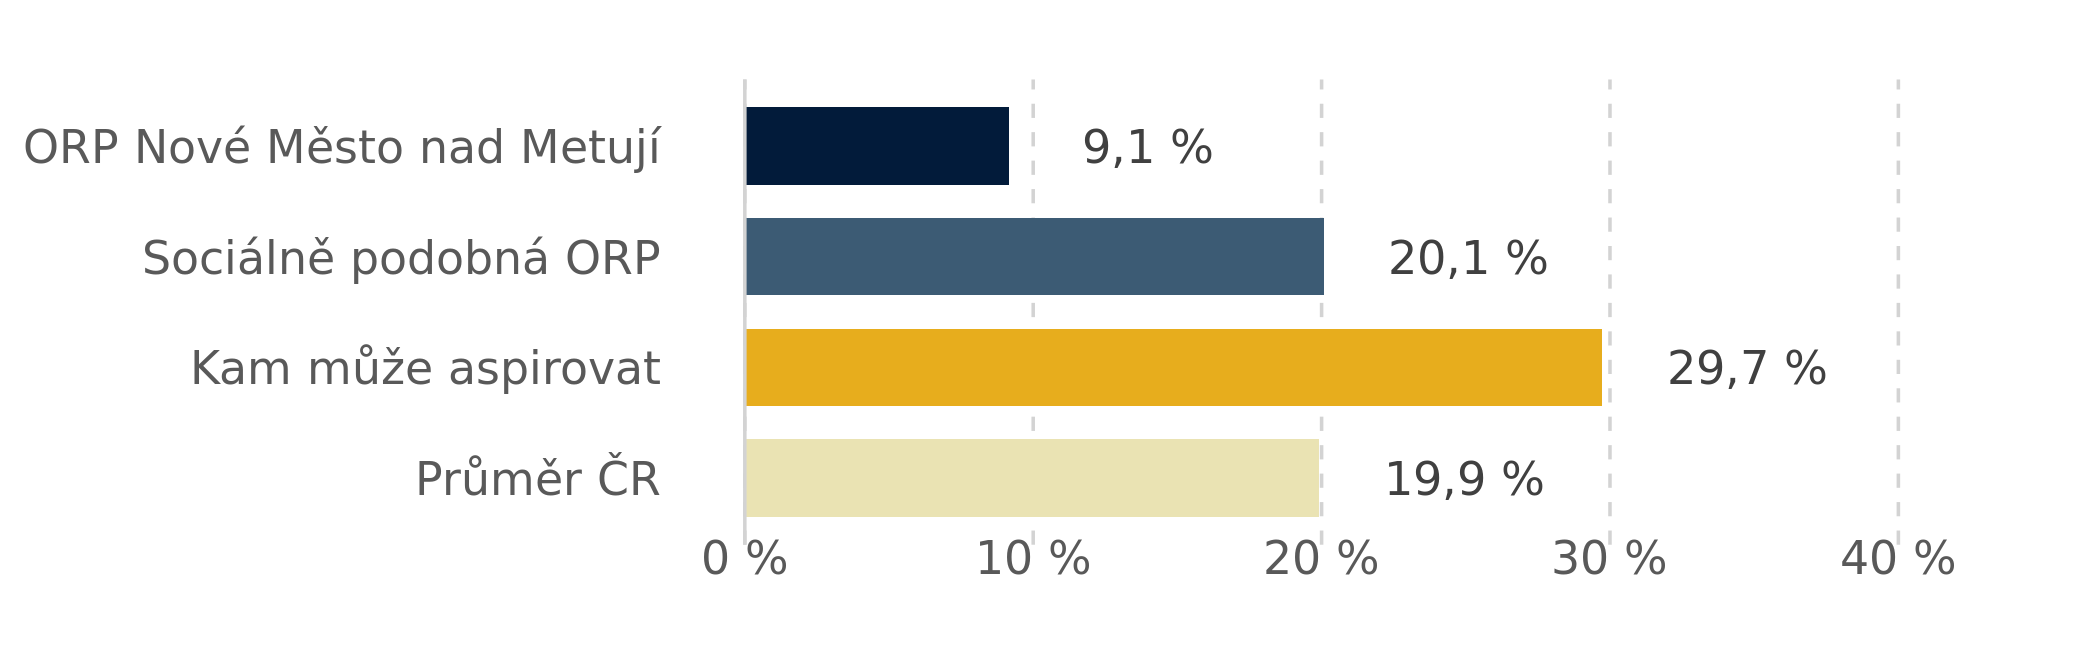 ORP Nové Město nad Metují 9,1 %
Sociálně podobná ORP 20,1 %
Kam může aspirovat 29,7 %
Průměr ČR 19,9 %
0 % 10 % 20 % 30 % 40 %